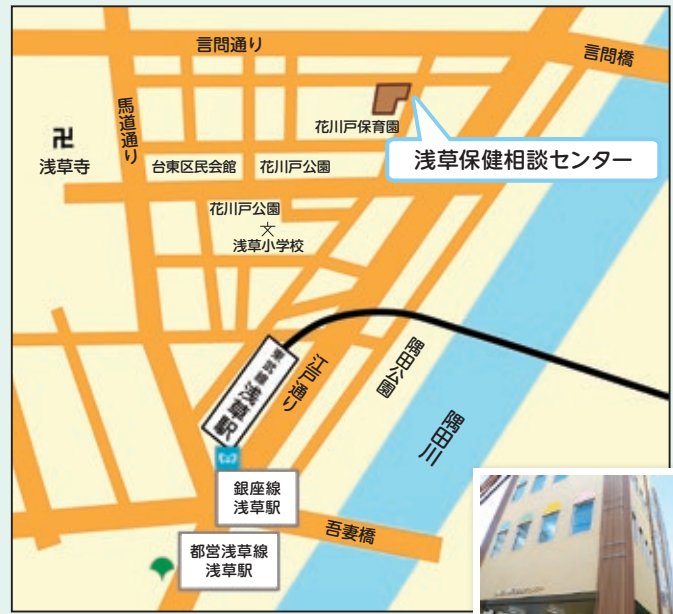 言問通り
言問橋
馬道通り
花川戸保育園
浅草保健相談センター
卍
浅草寺
台東区民会館
花川戸公園
花川戸公園
文
浅草小学校
東武線 浅草駅
江戸通り
隅田公園
隅田川
銀座線
浅草駅
吾妻橋
都営浅草線
浅草駅